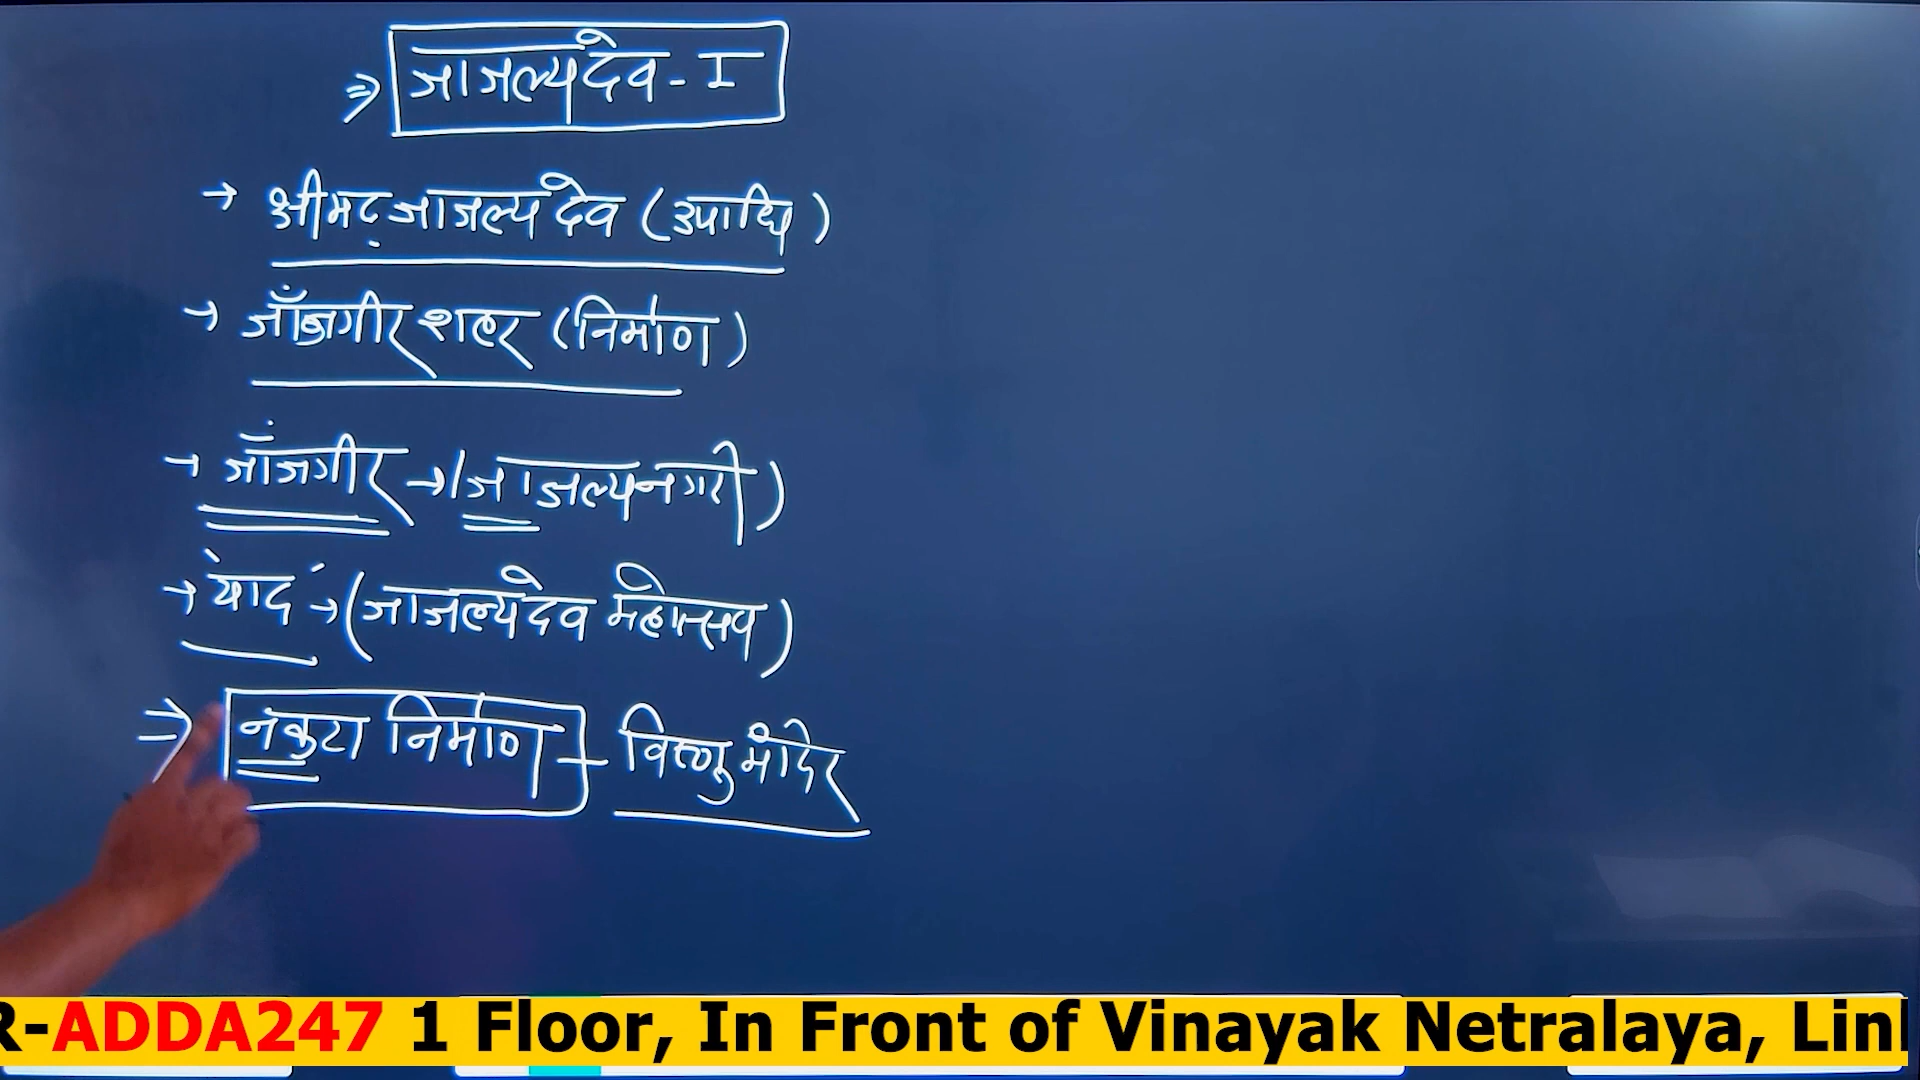 ⇒ जाजल्यदेव - I
→ श्रीमद् जाजल्य देव (उपाधि)
→ जाँजगीर शहर (निर्माण)
→ जाँजगीर → (जाजल्यनगरी)
→ याद → (जाजल्यदेव महोत्सव)
⇒ नकटा निर्माण - विष्णु मंदिर
R-ADDA247 1 Floor, In Front of Vinayak Netralaya, Lin